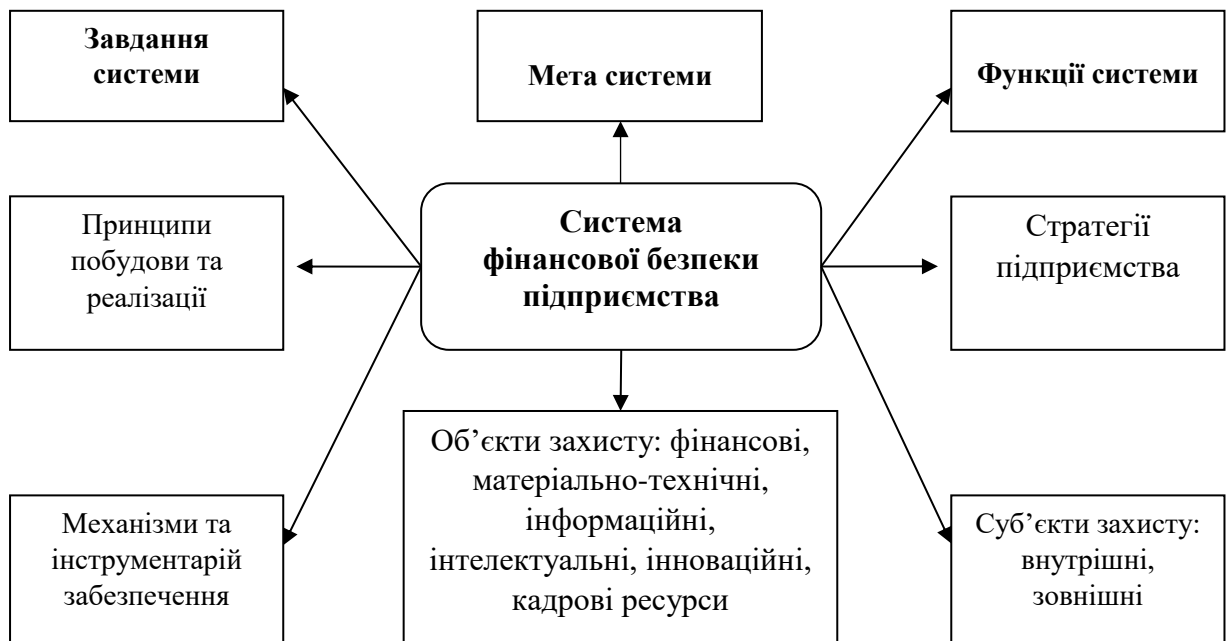 Завдання
системи
Мета системи
Функції системи
Принципи
побудови та
реалізації
Система
фінансової безпеки
підприємства
Стратегії
підприємства
Механізми та
інструментарій
забезпечення
Об’єкти захисту: фінансові,
матеріально-технічні,
інформаційні,
інтелектуальні, інноваційні,
кадрові ресурси
Суб’єкти захисту:
внутрішні,
зовнішні